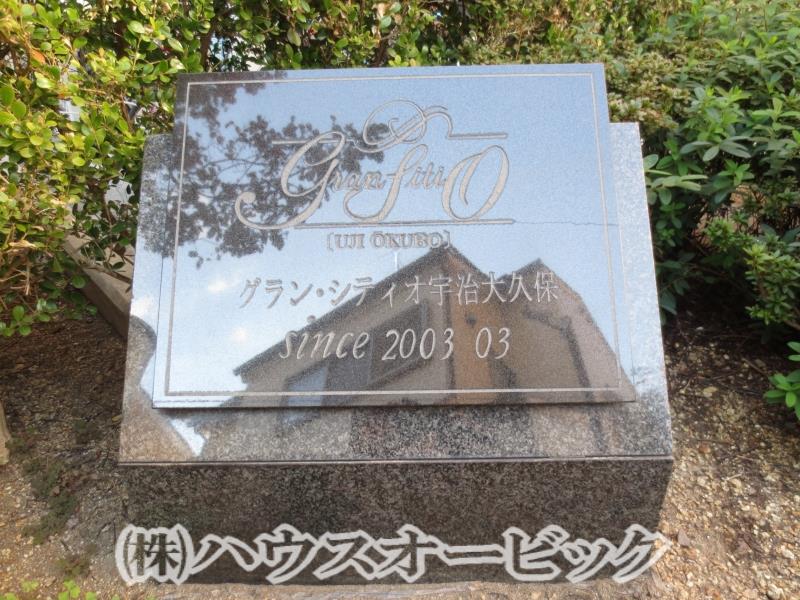 Gran Sitio
[UJI ŌKUBO]
グラン・シティオ宇治大久保
since 2003 03
(株)ハウスオービック